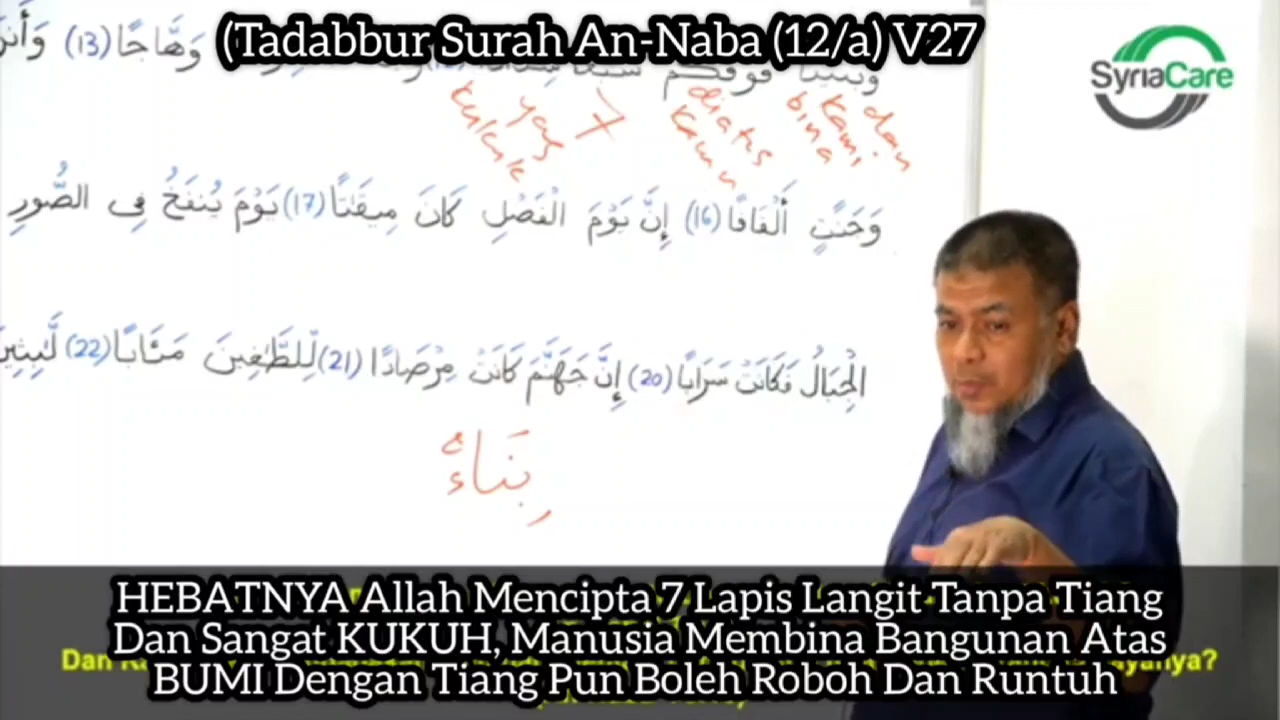 (Tadabbur Surah An-Naba (12/a) V27
SyriaCare
فَوْقَكُمْ سَبْعًا وَهَّاجًا (13)
dan
kami
bina
diatas
kamu
7
yang
وَجَنَّٰتٍ أَلْفَافًا (16) إِنَّ يَوْمَ الْفَصْلِ كَانَ مِيقَٰتًا (17) يَوْمَ يُنفَخُ فِى الصُّورِ
الْجِبَالُ فَكَانَتْ سَرَابًا (20) إِنَّ جَهَنَّمَ كَانَتْ مِرْصَادًا (21) لِّلطَّٰغِينَ مَـَٔابًا (22) لَّٰبِثِينَ
بِنَاءً
HEBATNYA Allah Mencipta 7 Lapis Langit Tanpa Tiang
Dan Sangat KUKUH, Manusia Membina Bangunan Atas
BUMI Dengan Tiang Pun Boleh Roboh Dan Runtuh